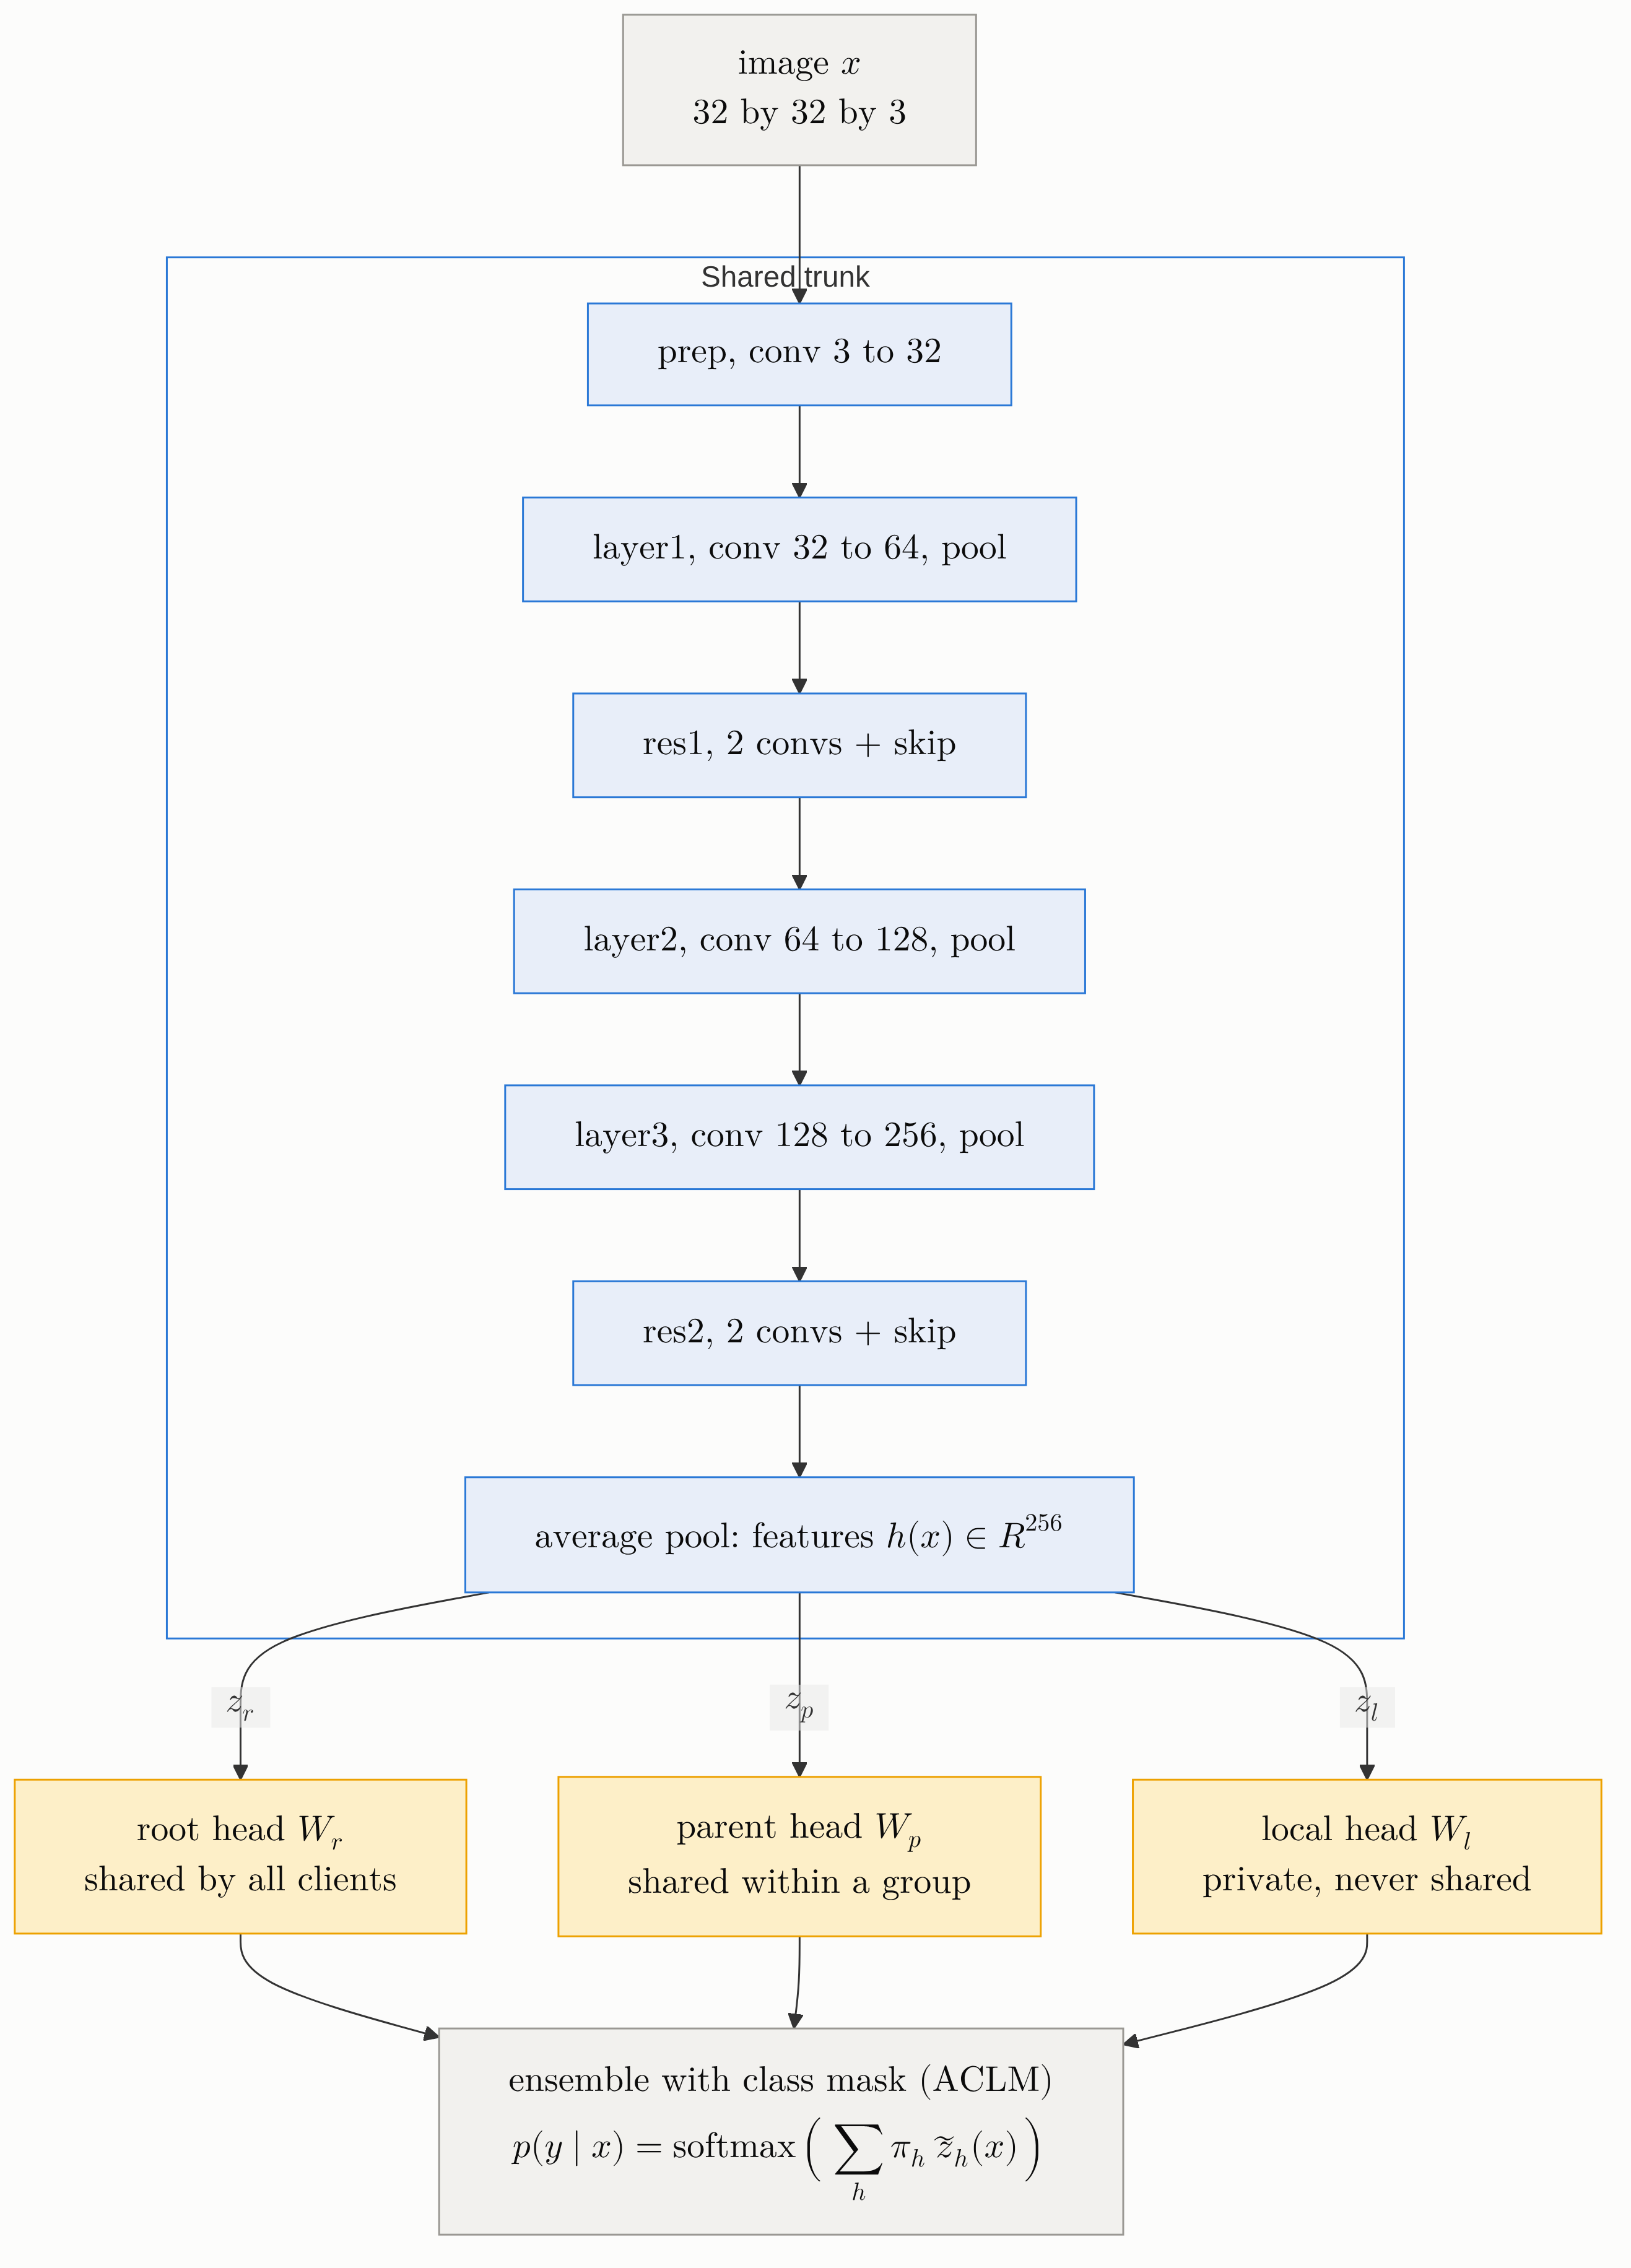 image x
32 by 32 by 3
Shared trunk
prep, conv 3 to 32
layer1, conv 32 to 64, pool
res1, 2 convs + skip
layer2, conv 64 to 128, pool
layer3, conv 128 to 256, pool
res2, 2 convs + skip
average pool: features h(x) ∈ R^256
z_r
z_p
z_l
root head W_r
shared by all clients
parent head W_p
shared within a group
local head W_l
private, never shared
ensemble with class mask (ACLM)
p(y | x) = softmax( ∑_h π_h z̃_h(x) )